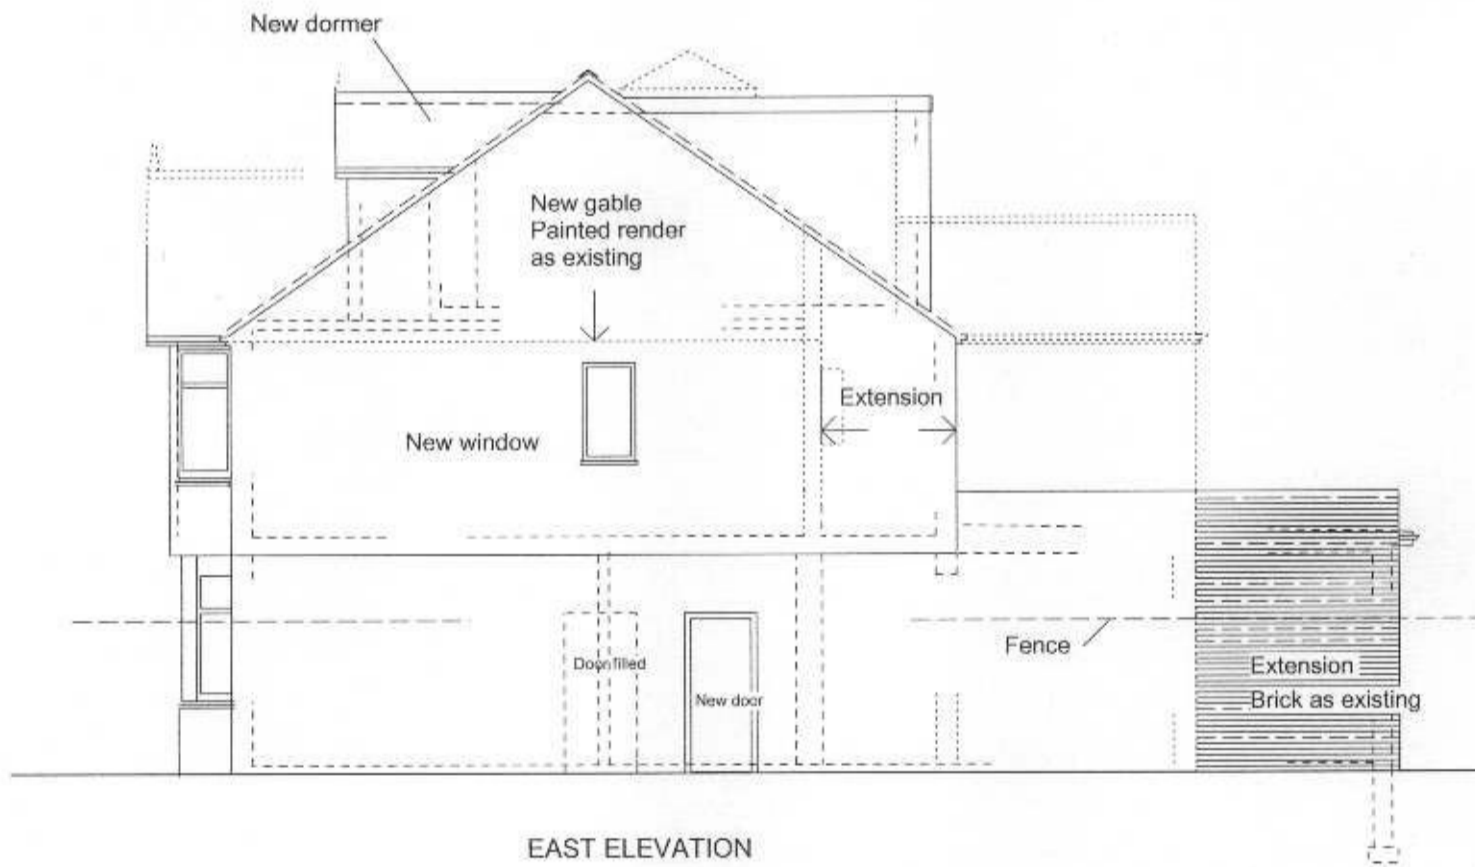 New dormer
New gable
Painted render
as existing
Extension
New window
Fence
Door filled
New door
Extension
Brick as existing
EAST ELEVATION